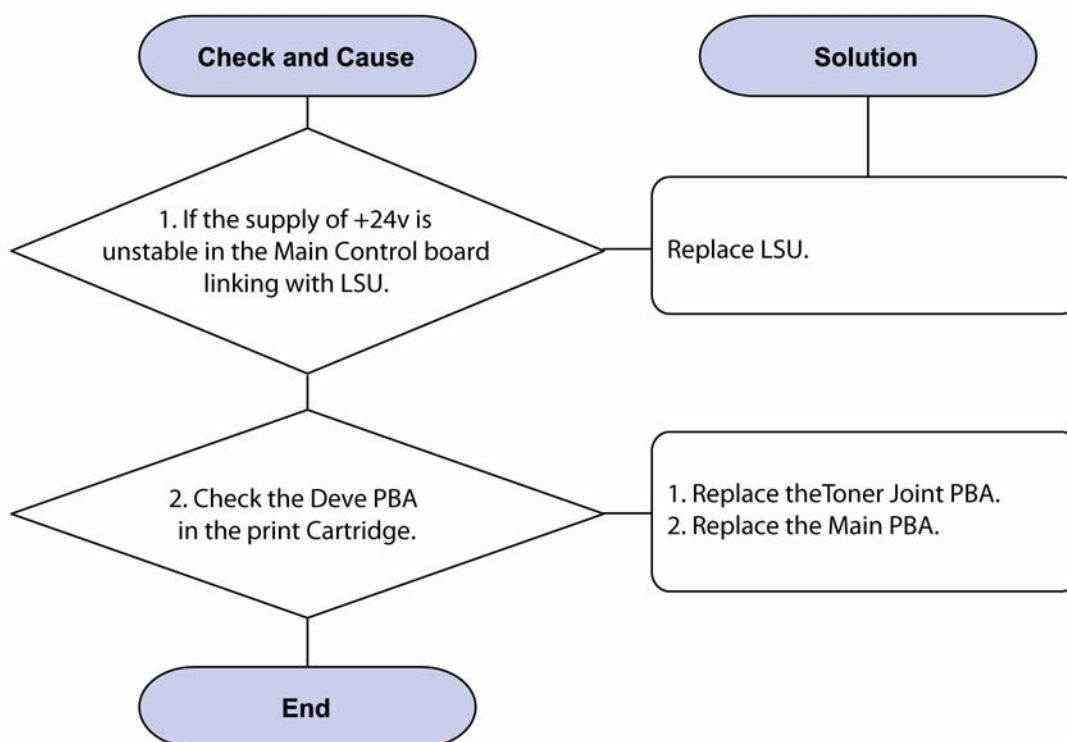 Check and Cause
Solution
1. If the supply of +24v is
unstable in the Main Control board
linking with LSU.
Replace LSU.
2. Check the Deve PBA
in the print Cartridge.
1. Replace theToner Joint PBA.
2. Replace the Main PBA.
End